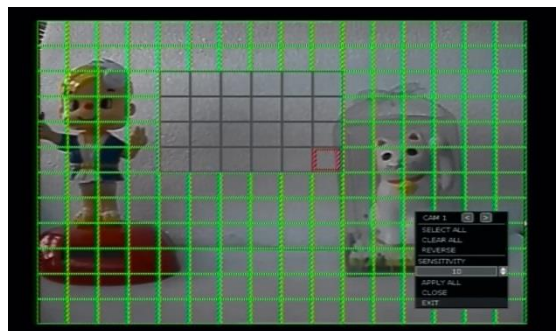 CAM 1 < >
SELECT ALL
CLEAR ALL
REVERSE
SENSITIVITY
10
APPLY ALL
CLOSE
EXIT